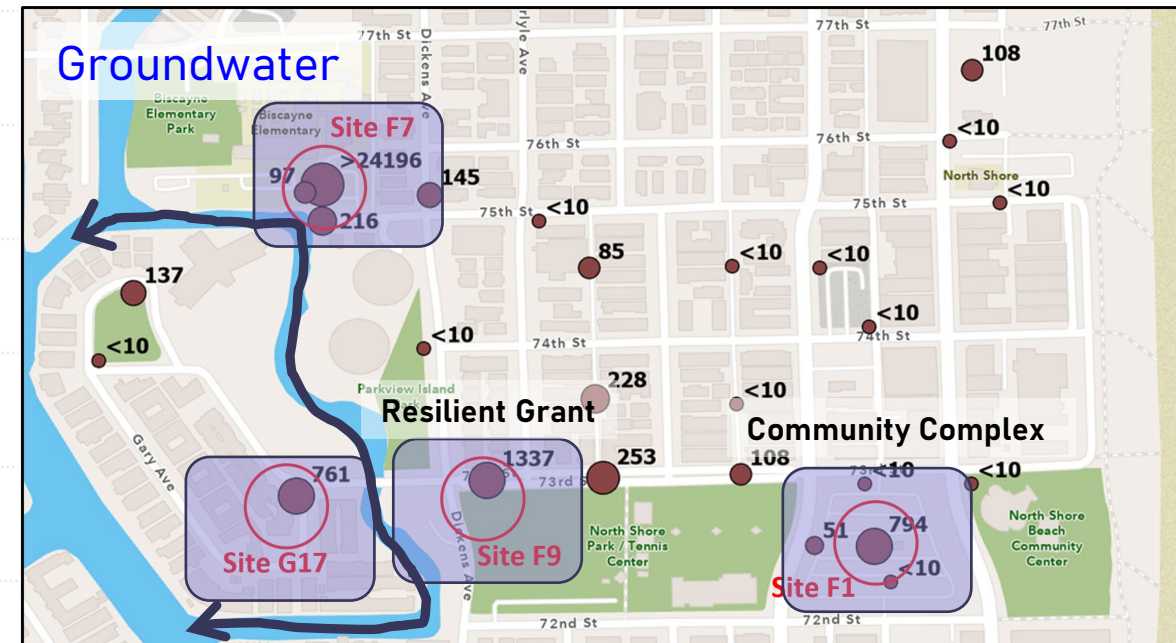 Groundwater
77th St
Dickens Ave
rlyle Ave
77th St
108
Biscayne
Elementary
Park
Biscayne
Elementary
Site F7
>24196
97
216
145
76th St
76th St
<10
North Shore
<10
75th St
<10
75th St
137
85
<10
<10
<10
<10
74th St
<10
74th St
Parkview Island
228
<10
Resilient Grant
Community Complex
Gary Ave
761
1337
253
108
<10
<10
73rd St
Site G17
Dickens Ave
Site F9
North Shore
Park / Tennis
Center
51
794
<10
Site F1
North Shore
Beach
Community
Center
72nd St
72nd St